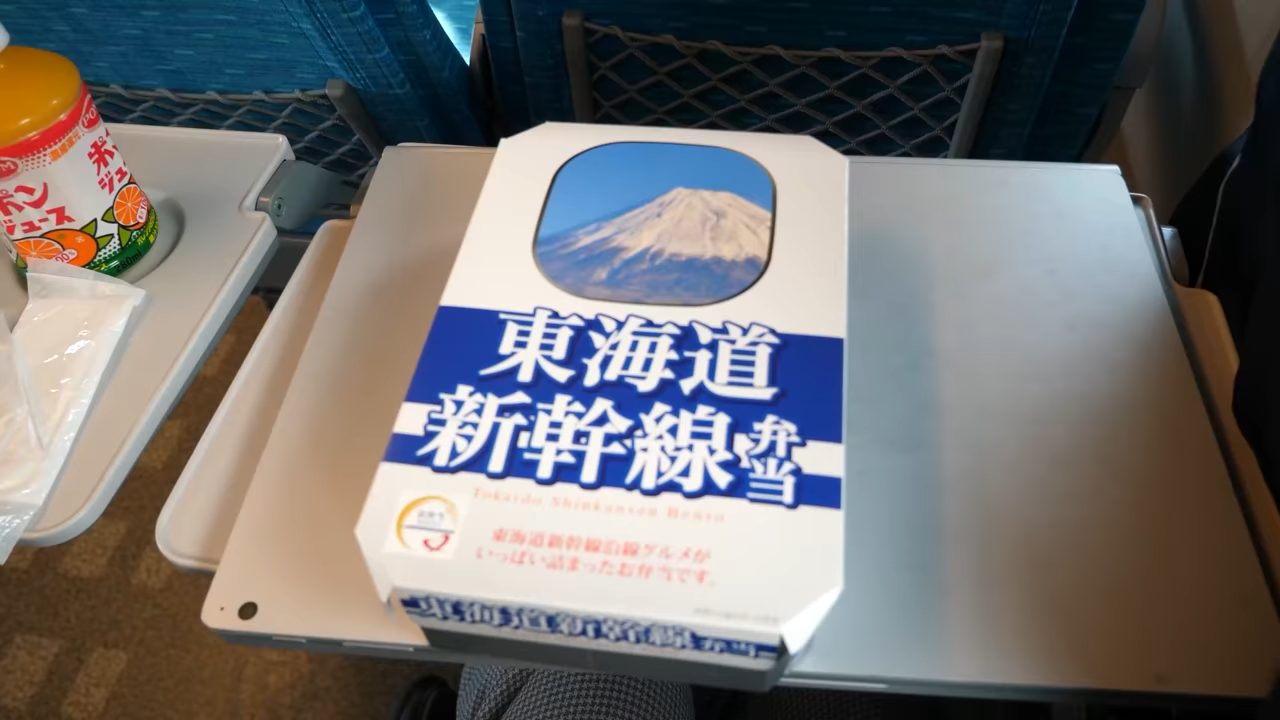 東海道
新幹線弁当
Tokaido Shinkansen Bento
東海道新幹線沿線グルメが
いっぱい詰まったお弁当です。
東海道新幹線弁当
ポン
ジュース